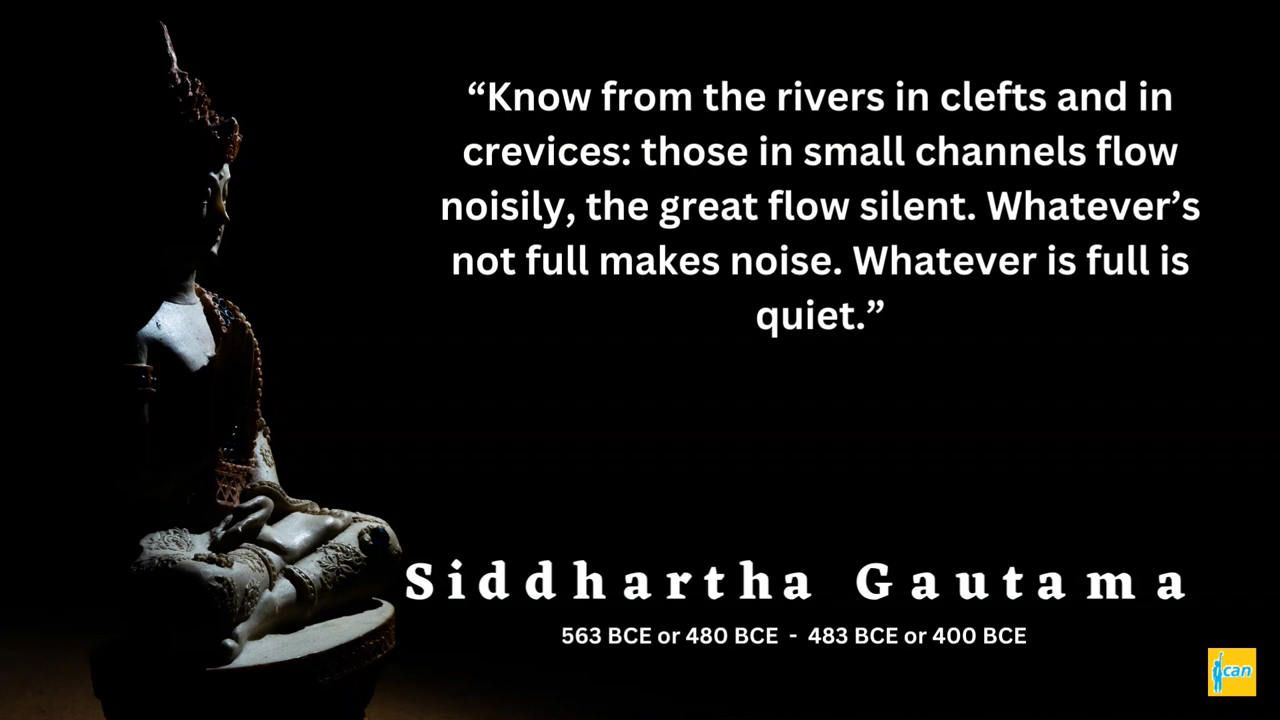 “Know from the rivers in clefts and in
crevices: those in small channels flow
noisily, the great flow silent. Whatever’s
not full makes noise. Whatever is full is
quiet.”
Siddhartha Gautama
563 BCE or 480 BCE - 483 BCE or 400 BCE
can